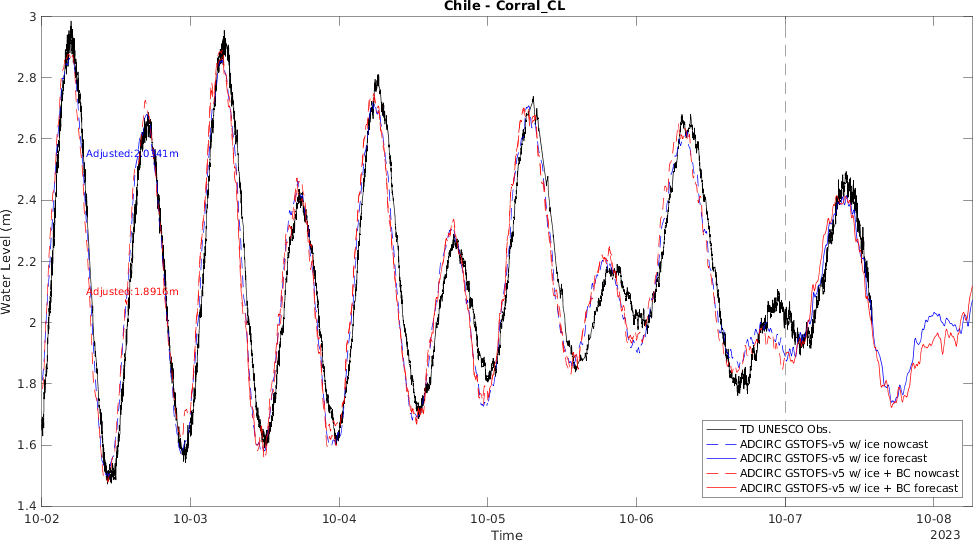 Chile - Corral_CL
Water Level (m)
3
2.8
2.6
2.4
2.2
2
1.8
1.6
1.4
Adjusted:2.0341m
Adjusted:1.8916m
TD UNESCO Obs.
ADCIRC GSTOFS-v5 w/ ice nowcast
ADCIRC GSTOFS-v5 w/ ice forecast
ADCIRC GSTOFS-v5 w/ ice + BC nowcast
ADCIRC GSTOFS-v5 w/ ice + BC forecast
10-02 10-03 10-04 10-05 10-06 10-07 10-08
Time
2023